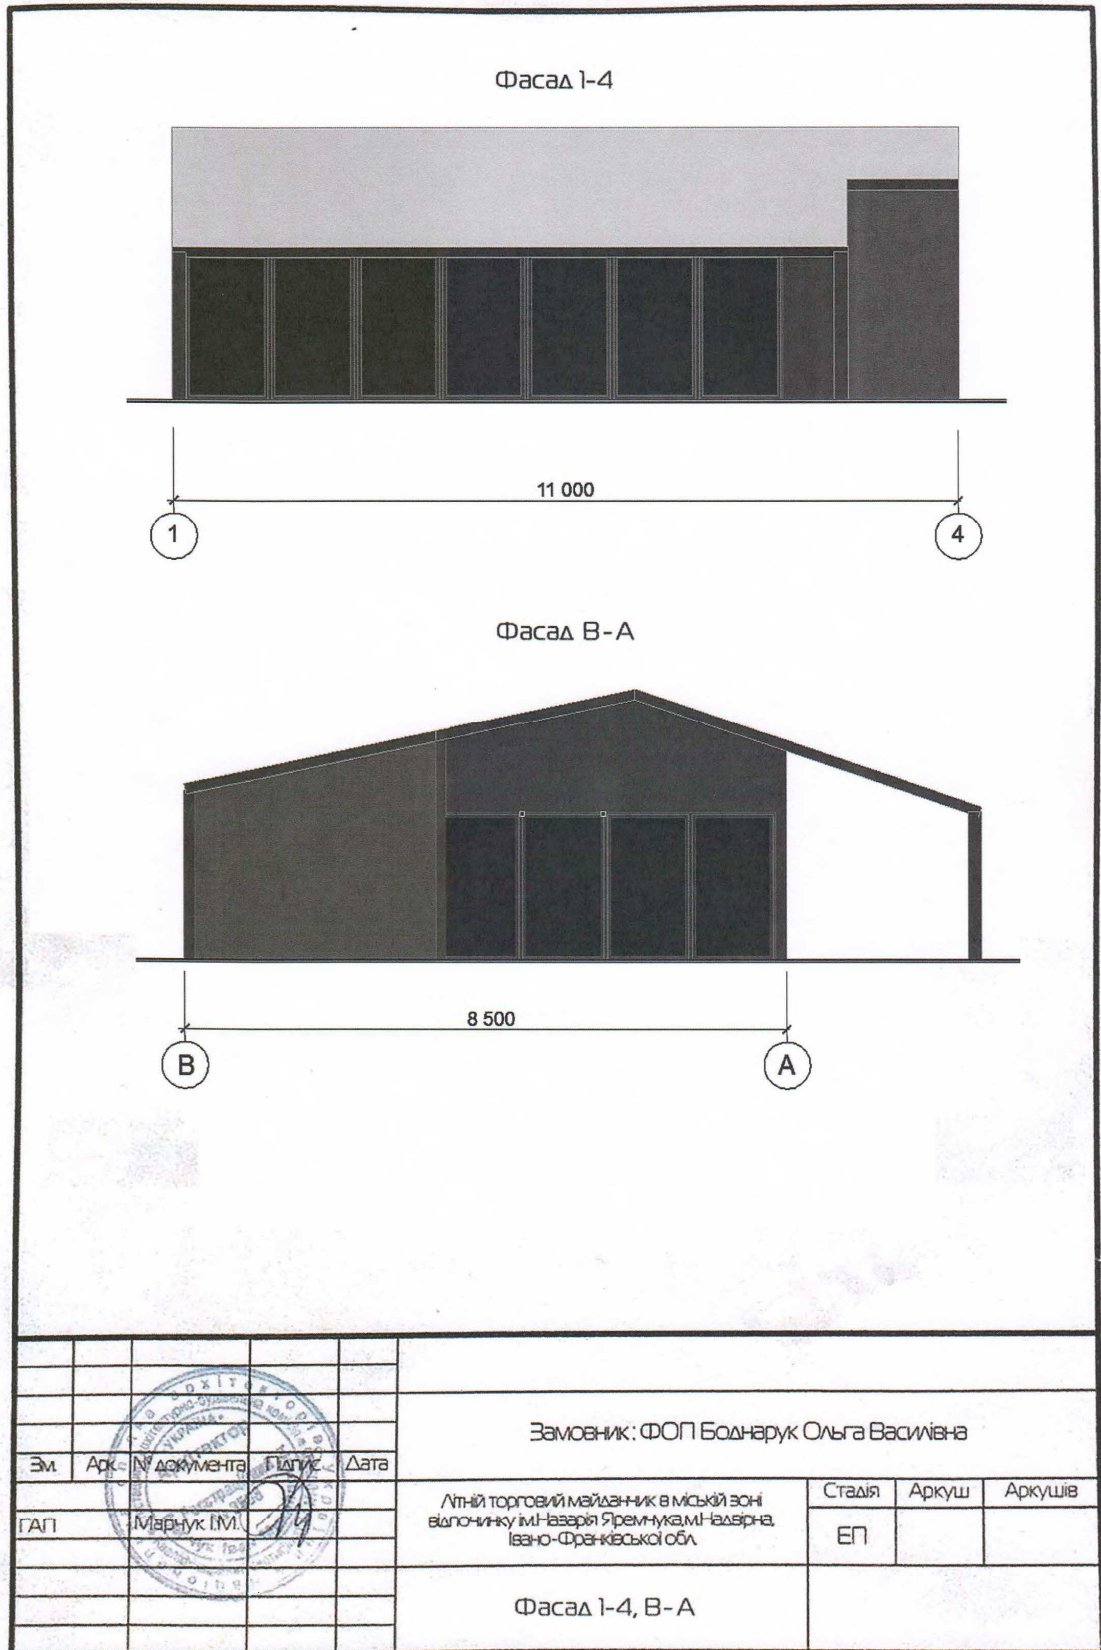 Фасад 1-4
11 000
1
4
Фасад В-А
8 500
В
А
Замовник: ФОП Боднарук Ольга Василівна
Зм. Арк. № документа Підпис Дата
ГАП Марчук І.М.
Літній торговий майданчик в міській зоні
відпочинку ім.Назарія Яремчука,м.Надвірна,
Івано-Франківської обл.
Стадія Аркуш Аркушів
ЕП
Фасад 1-4, В-А
УКРАЇНА